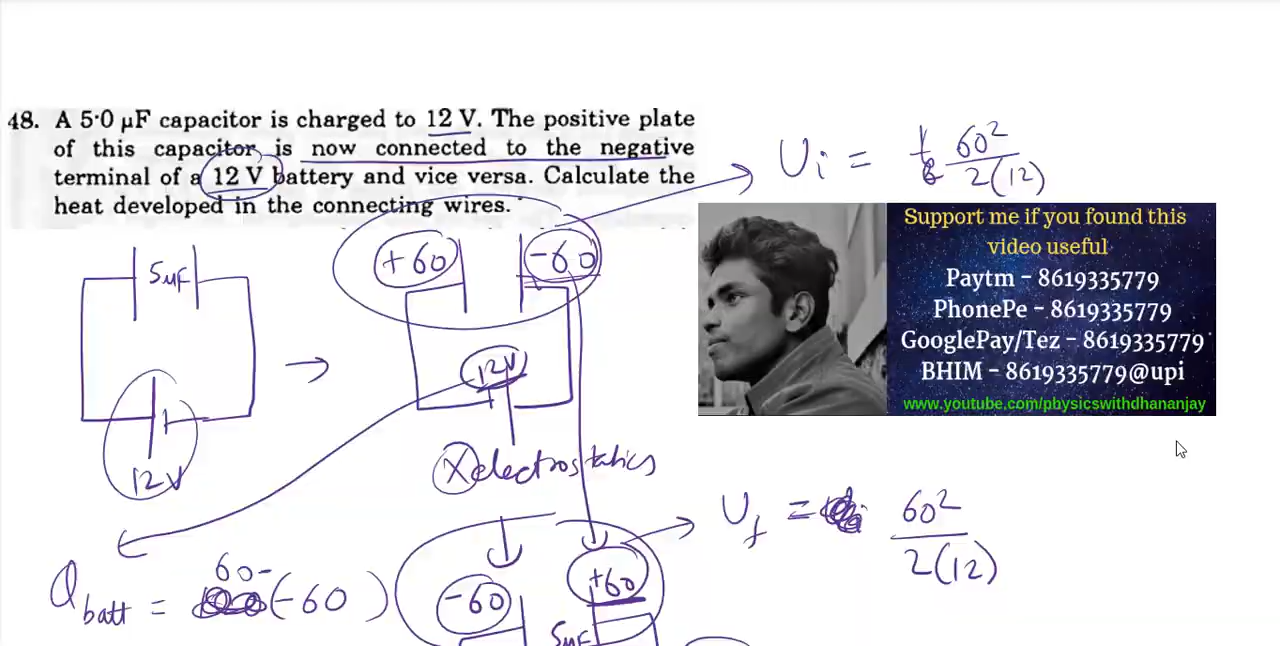 48. A 5·0 μF capacitor is charged to 12 V. The positive plate
of this capacitor is now connected to the negative
terminal of a 12 V battery and vice versa. Calculate the
heat developed in the connecting wires.
Ui = 60² / 2(12)
Support me if you found this
video useful
Paytm - 8619335779
PhonePe - 8619335779
GooglePay/Tez - 8619335779
BHIM - 8619335779@upi
www.youtube.com/physicswithdhananjay
5μF
+60
-60
12V
12V
X electrostatics
Uf = 60² / 2(12)
Qbatt = 60-(-60)
-60
+60
5μF